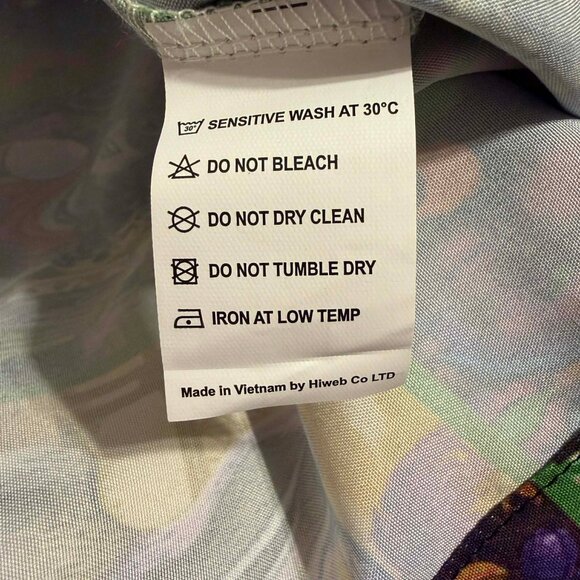 30° SENSITIVE WASH AT 30°C
DO NOT BLEACH
DO NOT DRY CLEAN
DO NOT TUMBLE DRY
IRON AT LOW TEMP
Made in Vietnam by Hiweb Co LTD